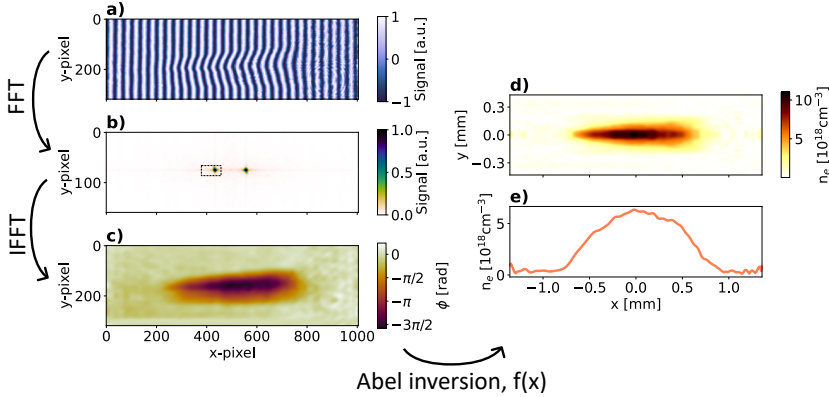 a)
0
200
y-pixel
1
0
−1
Signal [a.u.]
FFT
b)
0
100
y-pixel
1.0
0.5
0.0
Signal [a.u.]
IFFT
c)
0
200
y-pixel
0
−π/2
−π
−3π/2
ϕ [rad]
0 200 400 600 800 1000
x-pixel
Abel inversion, f(x)
d)
0.3
0.0
−0.3
y [mm]
10
5
0
nₑ [10¹⁸cm⁻³]
e)
5
0
nₑ [10¹⁸cm⁻³]
−1.0 −0.5 0.0 0.5 1.0
x [mm]